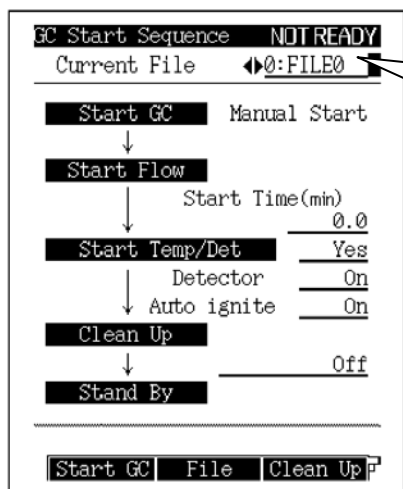 GC Start Sequence NOT READY
Current File 0:FILE0
Start GC Manual Start
Start Flow
Start Time(min)
0.0
Start Temp/Det Yes
Detector On
Auto ignite On
Clean Up
Off
Stand By
Start GC File Clean Up